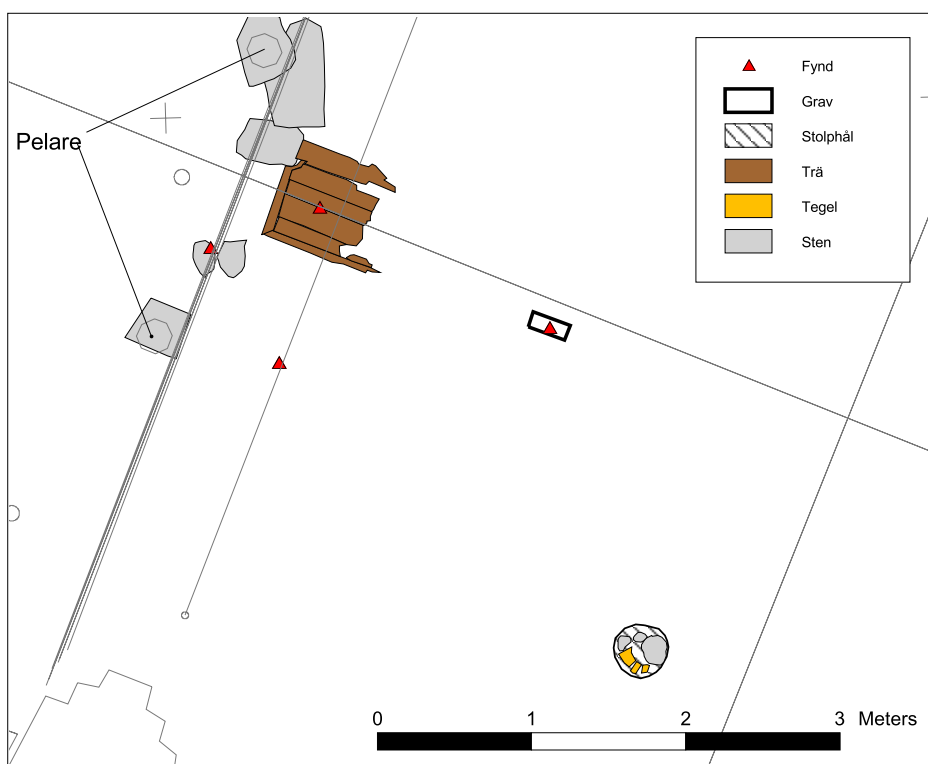 Fynd
Grav
Stolphål
Trä
Tegel
Sten
Pelare
0 1 2 3 Meters